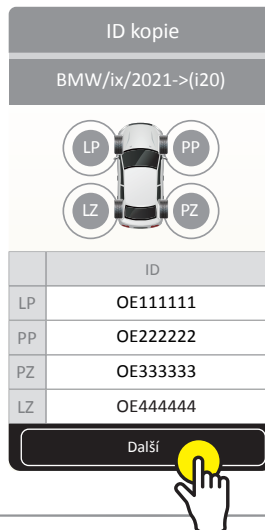 ID kopie
BMW/ix/2021->(i20)
LP PP
LZ PZ
ID
LP OE111111
PP OE222222
PZ OE333333
LZ OE444444
Další